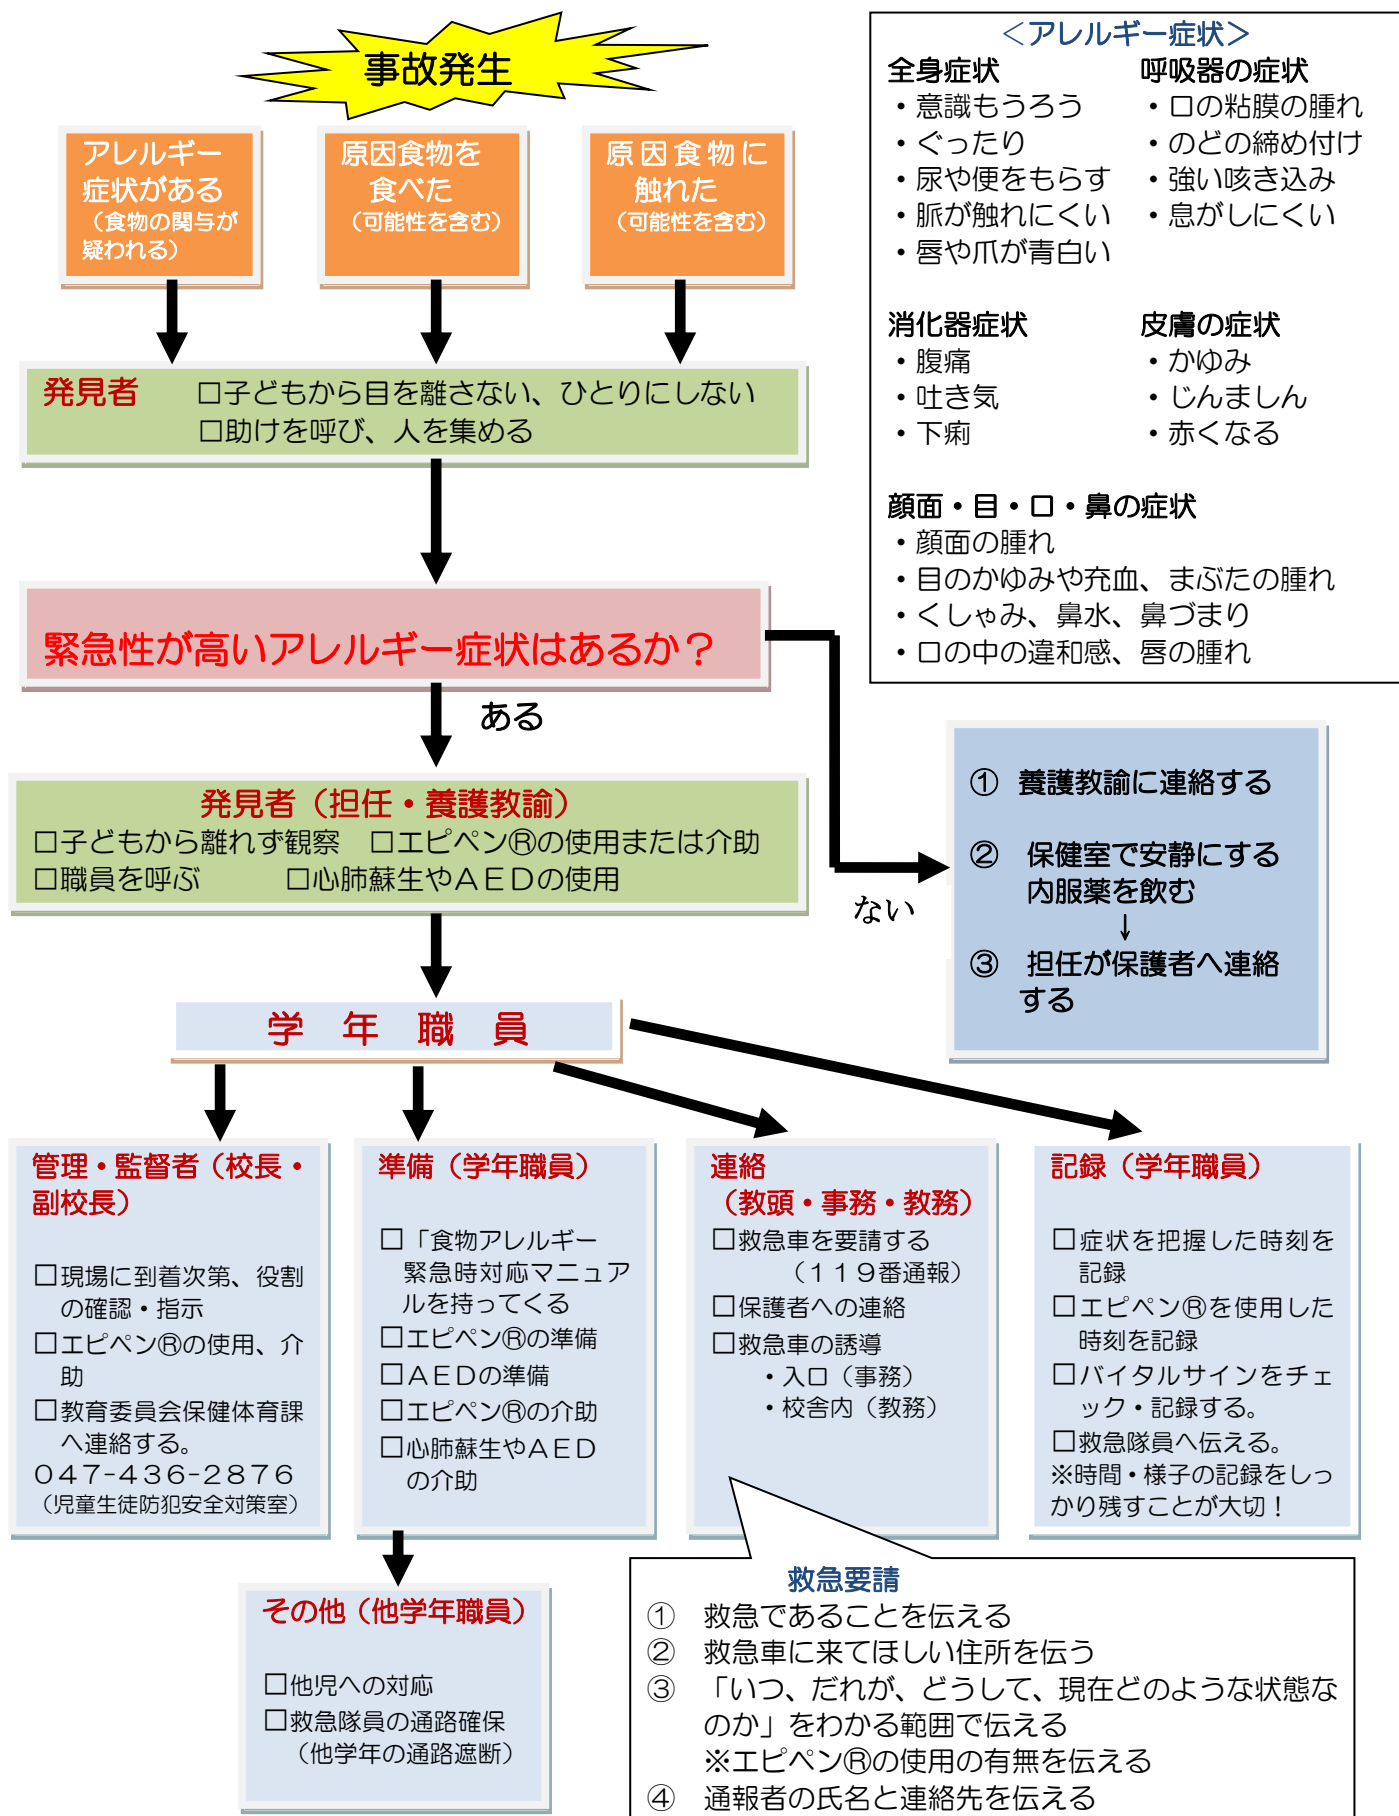 事故発生
アレルギー
症状がある
（食物の関与が
疑われる）
原因食物を
食べた
（可能性を含む）
原因食物に
触れた
（可能性を含む）
発見者　□子どもから目を離さない、ひとりにしない
□助けを呼び、人を集める
緊急性が高いアレルギー症状はあるか？
ある
ない
発見者（担任・養護教諭）
□子どもから離れず観察　□エピペン®の使用または介助
□職員を呼ぶ　□心肺蘇生やＡＥＤの使用
＜アレルギー症状＞
全身症状
・意識もうろう
・ぐったり
・尿や便をもらす
・脈が触れにくい
・唇や爪が青白い
呼吸器の症状
・口の粘膜の腫れ
・のどの締め付け
・強い咳き込み
・息がしにくい
消化器症状
・腹痛
・吐き気
・下痢
皮膚の症状
・かゆみ
・じんましん
・赤くなる
顔面・目・口・鼻の症状
・顔面の腫れ
・目のかゆみや充血、まぶたの腫れ
・くしゃみ、鼻水、鼻づまり
・口の中の違和感、唇の腫れ
①　養護教諭に連絡する
②　保健室で安静にする
内服薬を飲む
↓
③　担任が保護者へ連絡
する
学　年　職　員
管理・監督者（校長・
副校長）
□現場に到着次第、役割
の確認・指示
□エピペン®の使用、介
助
□教育委員会保健体育課
へ連絡する。
０４７-４３６-２８７６
（児童生徒防犯安全対策室）
準備（学年職員）
□「食物アレルギー
緊急時対応マニュア
ルを持ってくる
□エピペン®の準備
□ＡＥＤの準備
□エピペン®の介助
□心肺蘇生やＡＥＤ
の介助
連絡
（教頭・事務・教務）
□救急車を要請する
（１１９番通報）
□保護者への連絡
□救急車の誘導
・入口（事務）
・校舎内（教務）
記録（学年職員）
□症状を把握した時刻を
記録
□エピペン®を使用した
時刻を記録
□バイタルサインをチェ
ック・記録する。
□救急隊員へ伝える。
※時間・様子の記録をしっ
かり残すことが大切！
その他（他学年職員）
□他児への対応
□救急隊員の通路確保
（他学年の通路遮断）
救急要請
①　救急であることを伝える
②　救急車に来てほしい住所を伝う
③　「いつ、だれが、どうして、現在どのような状態な
のか」をわかる範囲で伝える
※エピペン®の使用の有無を伝える
④　通報者の氏名と連絡先を伝える